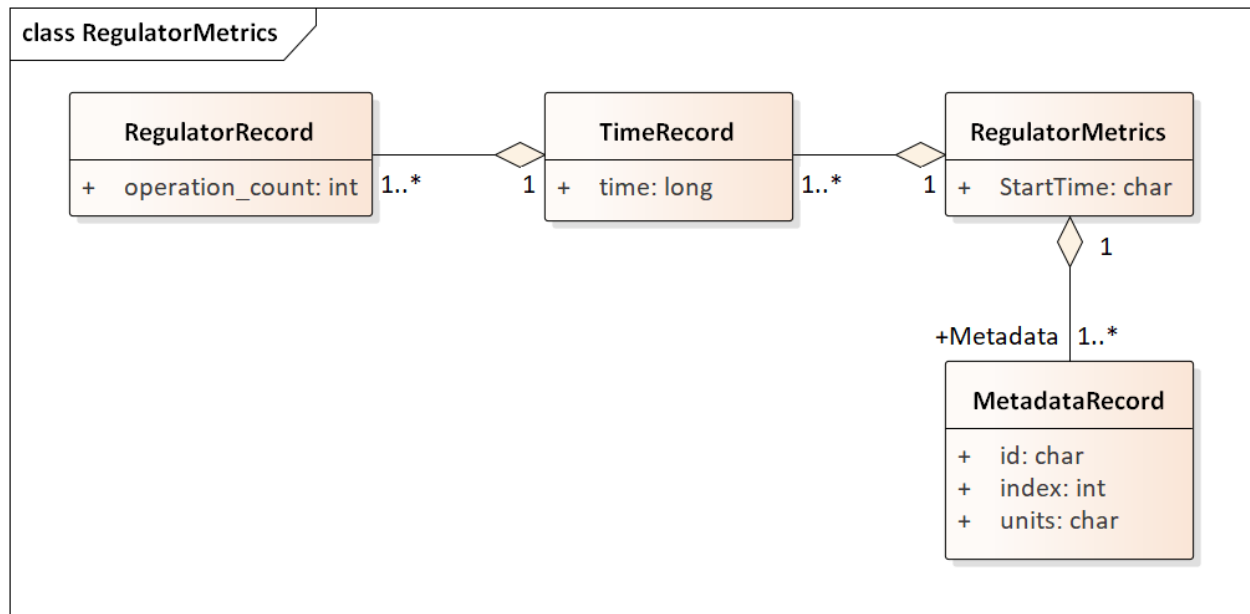 class RegulatorMetrics
RegulatorRecord
+ operation_count: int
1..*
1
TimeRecord
+ time: long
1..*
1
RegulatorMetrics
+ StartTime: char
1
+Metadada 1..*
MetadataRecord
+ id: char
+ index: int
+ units: char